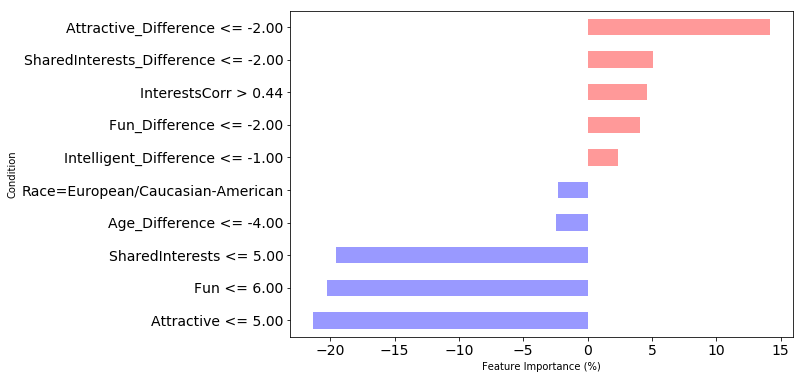 Attractive_Difference <= -2.00
SharedInterests_Difference <= -2.00
InterestsCorr > 0.44
Fun_Difference <= -2.00
Intelligent_Difference <= -1.00
Race=European/Caucasian-American
Age_Difference <= -4.00
SharedInterests <= 5.00
Fun <= 6.00
Attractive <= 5.00
Condition
−20 −15 −10 −5 0 5 10 15
Feature Importance (%)